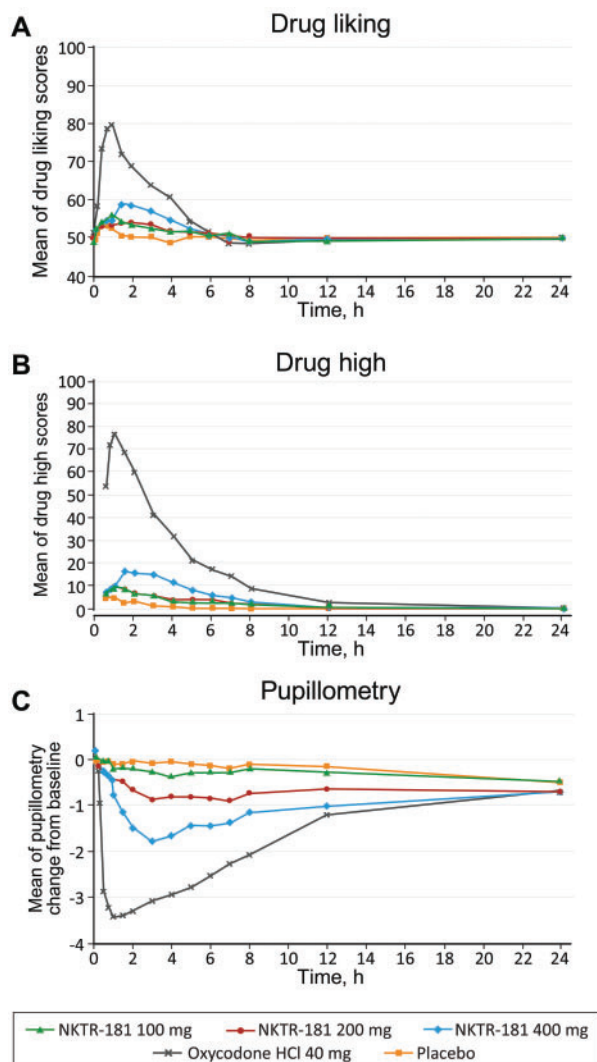 A
Drug liking
Mean of drug liking scores
100
90
80
70
60
50
40
0 2 4 6 8 10 12 14 16 18 20 22 24
Time, h
B
Drug high
Mean of drug high scores
100
90
80
70
60
50
40
30
20
10
0
0 2 4 6 8 10 12 14 16 18 20 22 24
Time, h
C
Pupillometry
Mean of pupillometry
change from baseline
1
0
-1
-2
-3
-4
0 2 4 6 8 10 12 14 16 18 20 22 24
Time, h
NKTR-181 100 mg NKTR-181 200 mg NKTR-181 400 mg
Oxycodone HCl 40 mg Placebo